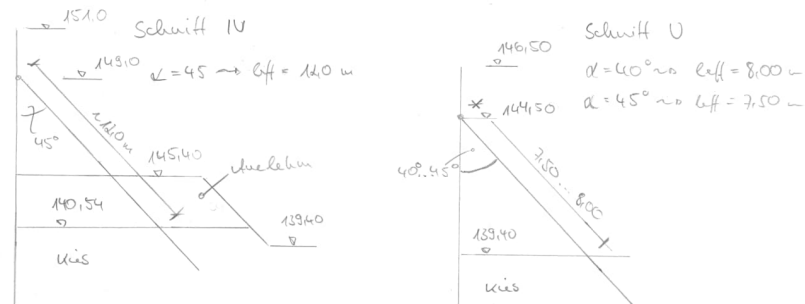 151,0
Schnitt IV
149,0
α = 45 ~> leff = 12,0 m
~12,0 m
45°
145,40
Auelehm
140,54
139,40
Kies
Schnitt V
146,50
α = 40° ~> leff = 8,00 m
α = 45° ~> leff = 7,50 m
144,50
40°..45°
7,50 ... 8,00
139,40
Kies